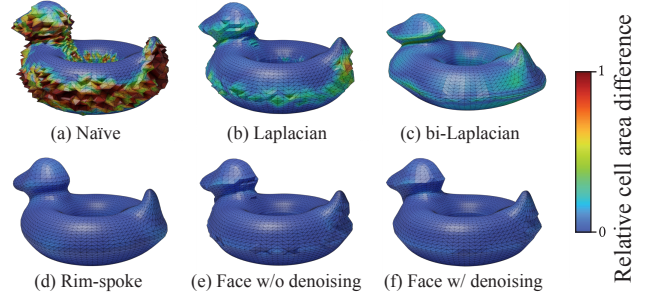 (a) Naïve
(b) Laplacian
(c) bi-Laplacian
(d) Rim-spoke
(e) Face w/o denoising
(f) Face w/ denoising
1
0
Relative cell area difference